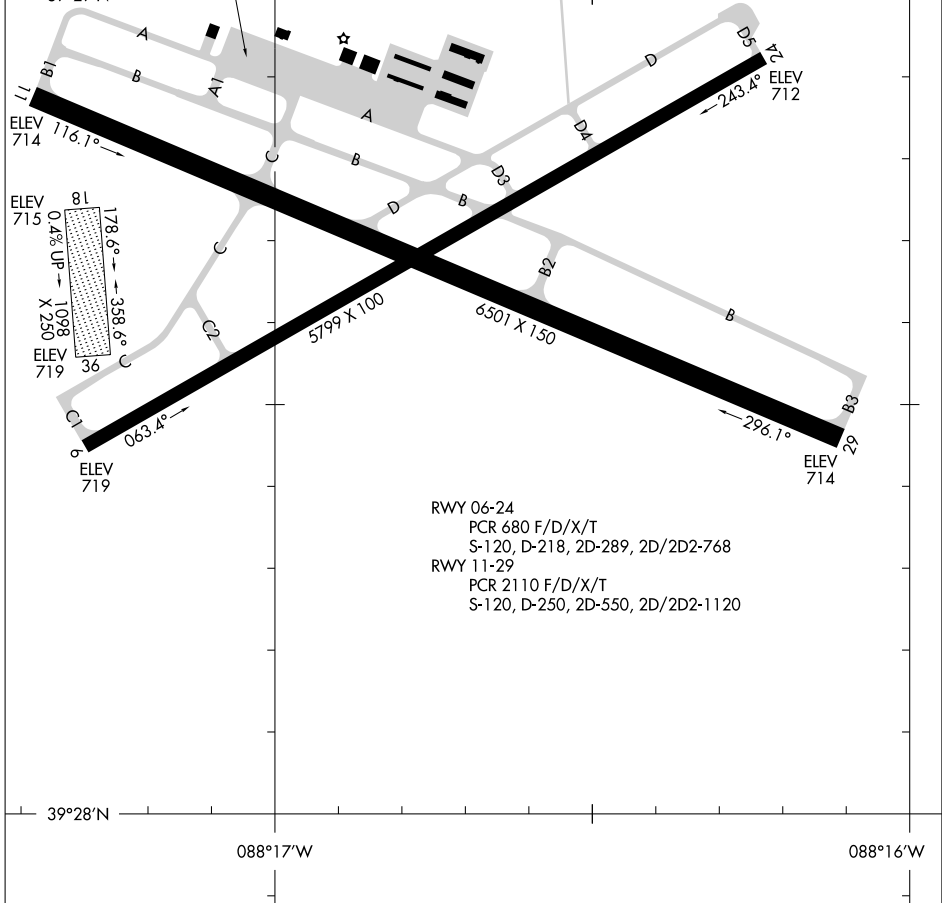 A
D
D5
24
B1
B
A1
11
ELEV
714
116.1°
ELEV
712
243.4°
A
D4
C
B
D3
ELEV
715
18
178.6°
0.4% UP
1098
X 250
358.6°
ELEV
719
36
D
B
C
B2
C2
5799 X 100
6501 X 150
B
C
C1
063.4°
6
ELEV
719
296.1°
B3
29
ELEV
714
RWY 06-24
PCR 680 F/D/X/T
S-120, D-218, 2D-289, 2D/2D2-768
RWY 11-29
PCR 2110 F/D/X/T
S-120, D-250, 2D-550, 2D/2D2-1120
39°28'N
088°17'W
088°16'W